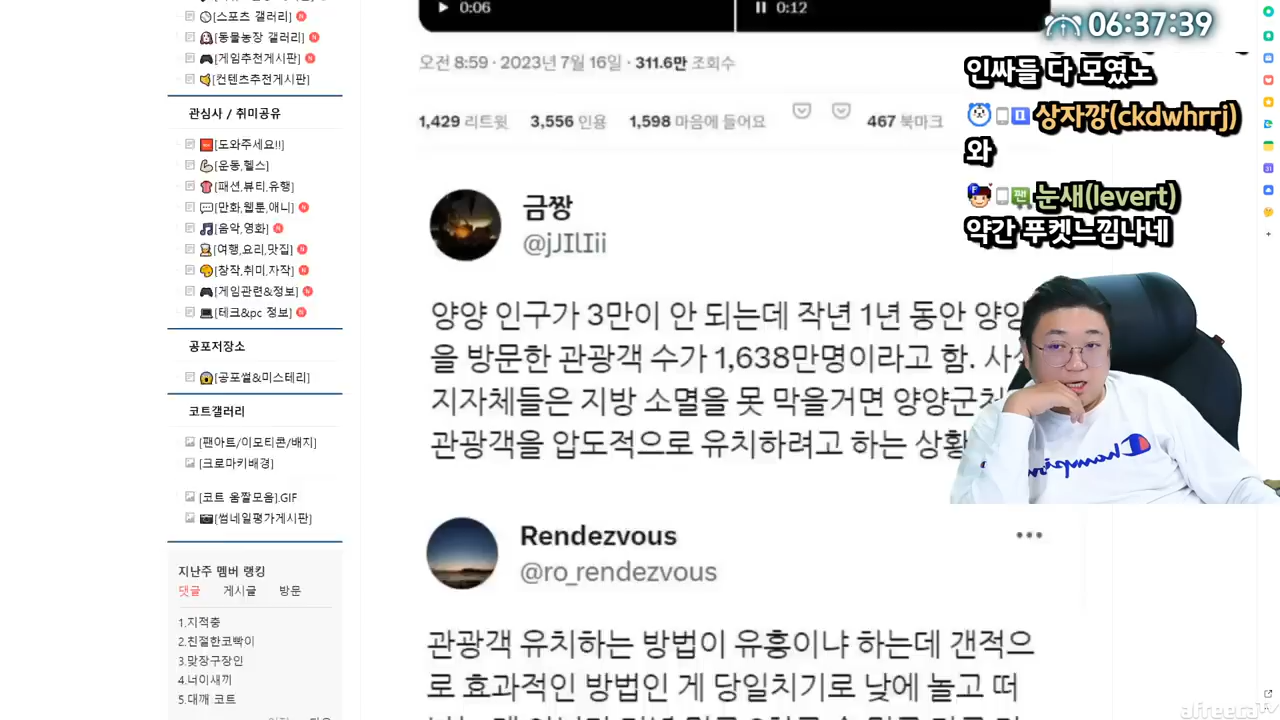 [스포츠 갤러리]
[동물농장 갤러리]
[게임추천게시판]
[컨텐츠추천게시판]
관심사 / 취미공유
[도와주세요!!]
[운동,헬스]
[패션,뷰티,유행]
[만화,웹툰,애니]
[음악,영화]
[여행,요리,맛집]
[창작,취미,자작]
[게임관련&정보]
[테크&pc 정보]
공포저장소
[공포썰&미스테리]
코트갤러리
[팬아트/이모티콘/배지]
[크로마키배경]
[코트 움짤모음].GIF
[썸네일평가게시판]
지난주 멤버 랭킹
댓글 게시글 방문
1.지적충
2.친절한코빡이
3.맞장구장인
4.너이새끼
5.대깨 코트
0:06
0:12
오전 8:59 · 2023년 7월 16일 · 311.6만 조회수
1,429 리트윗 3,556 인용 1,598 마음에 들어요 467 북마크
금짱
@jJIlIii
양양 인구가 3만이 안 되는데 작년 1년 동안 양양
을 방문한 관광객 수가 1,638만명이라고 함.
지자체들은 지방 소멸을 못 막을거면 양양군처
관광객을 압도적으로 유치하려고 하는 상황
Rendezvous
@ro_rendezvous
관광객 유치하는 방법이 유흥이냐 하는데 갠적으
로 효과적인 방법인 게 당일치기로 낮에 놀고 떠
06:37:39
인싸들 다 모였노
상자깡(ckdwhrrj)
와
눈새(levert)
약간 푸켓느낌나네
Champion
afreecaTV